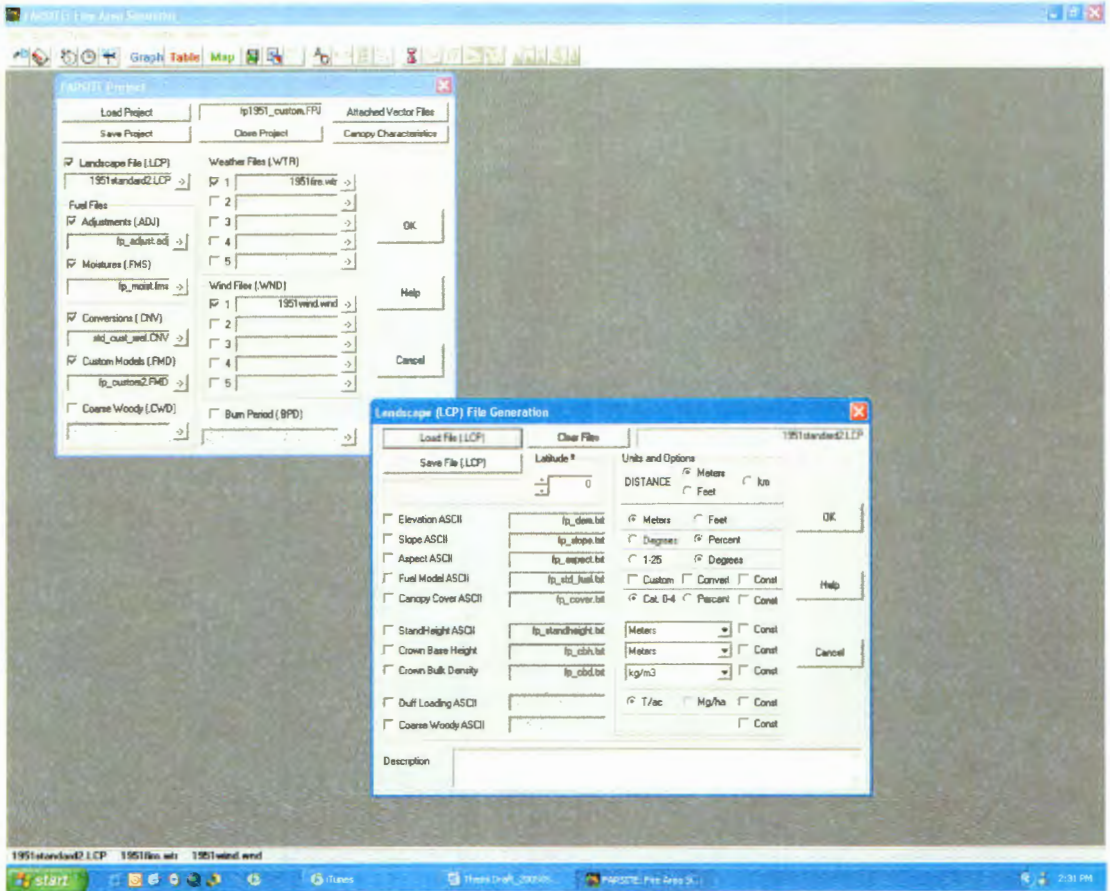 FARSITE: Fire Area Simulator
Graph Table Map
FARSITE Project
Load Project
fp1951_custom.FPJ
Attached Vector Files
Save Project
Close Project
Canopy Characteristics
Landscape File (.LCP)
1951standard2.LCP ->
Fuel Files
Adjustments (.ADJ)
fp_adjust.adj ->
Moistures (.FMS)
fp_moist.fms ->
Conversions (.CNV)
std_cust_swl.CNV ->
Custom Models (.FMD)
fp_custom2.FMD ->
Coarse Woody (.CWD)
->
Weather Files (.WTR)
1 1951fire.wtr ->
2 ->
3 ->
4 ->
5 ->
Wind Files (.WND)
1 1951wind.wnd ->
2 ->
3 ->
4 ->
5 ->
Burn Period (.BPD)
->
OK
Help
Cancel
Landscape (LCP) File Generation
Load File (.LCP)
Clear Files
1951standard2.LCP
Save File (.LCP)
Latitude °
0
Units and Options
DISTANCE Meters Feet km
Elevation ASCII fp_dem.txt Meters Feet
Slope ASCII fp_slope.txt Degrees Percent
Aspect ASCII fp_aspect.txt 1-25 Degrees
Fuel Model ASCII fp_std_fuel.txt Custom Convert Const
Canopy Cover ASCII fp_cover.txt Cat. 0-4 Percent Const
StandHeight ASCII fp_standheight.txt Meters Const
Crown Base Height fp_cbh.txt Meters Const
Crown Bulk Density fp_cbd.txt kg/m3 Const
Duff Loading ASCII T/ac Mg/ha Const
Coarse Woody ASCII Const
OK
Help
Cancel
Description
1951standard2.LCP 1951fire.wtr 1951wind.wnd
start
iTunes
Thesis Draft_
FARSITE: Fire Area Si...
2:31 PM